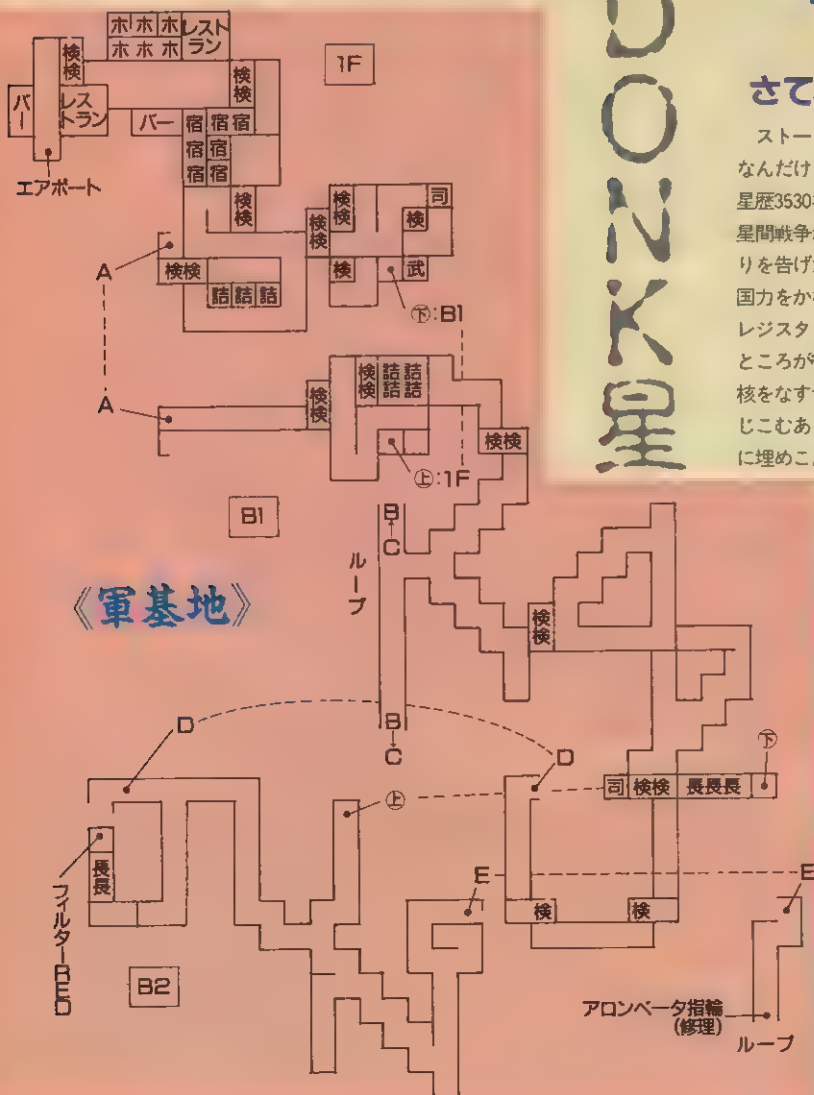 ホホホレスト
ホホホラン
1F
検検
検検
バー
レス
トラン
バー
宿宿宿
宿宿
宿宿
エアポート
検検
検検
検検
司
検
A
検検
検
武
詰詰詰
下:B1
A
検検
検検
詰詰
詰詰
検検
上:1F
B1
B
C
ループ
《軍基地》
検検
B
C
D
D
上
下
司
検検
長長長
長長
フィルターRED
B2
E
E
検
検
アロンベータ指輪
(修理)
ループ
DONK星
さて
ストー
なんだけ
星歴3530
星間戦争
りを告げ
国力をか
レジスタ
ところが
核をなす
じこむあ
に埋めこ